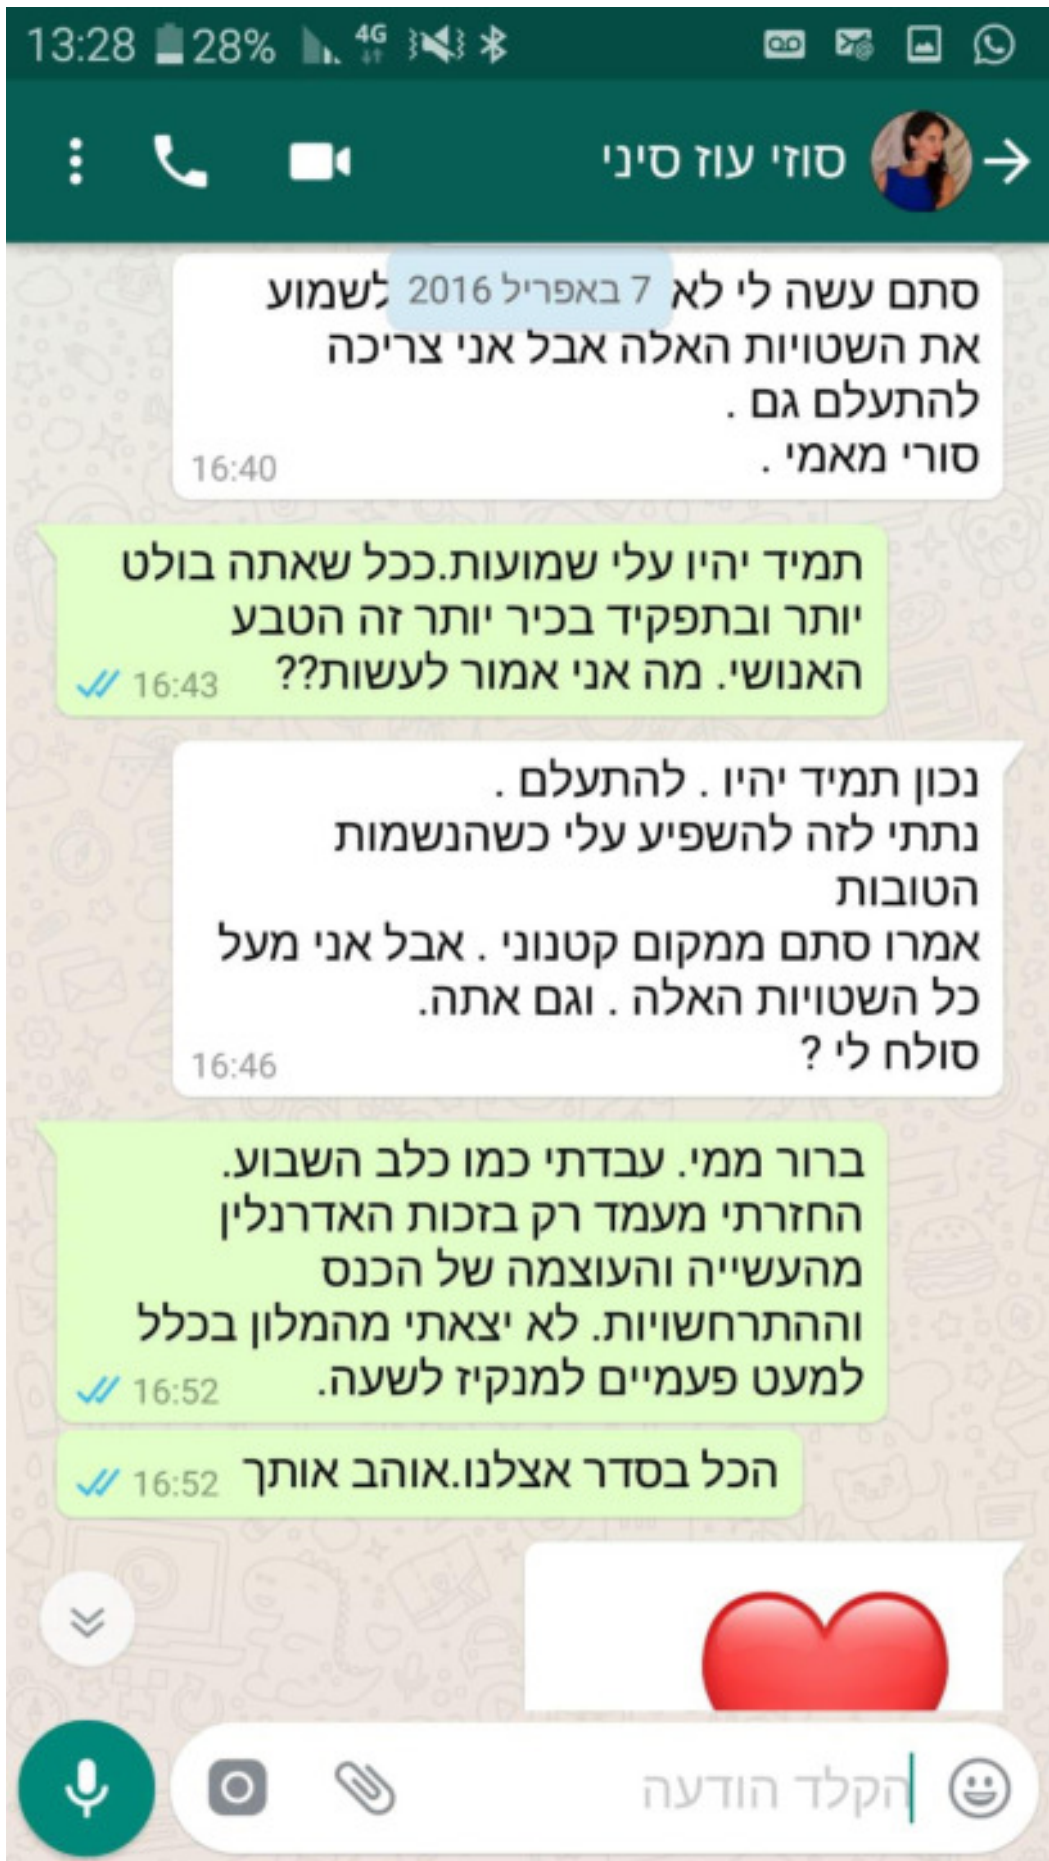 13:28 28% 4G
סוזי עוז סיני
7 באפריל 2016
סתם עשה לי לא לשמוע
את השטויות האלה אבל אני צריכה
להתעלם גם .
סורי מאמי .
16:40
תמיד יהיו עלי שמועות.ככל שאתה בולט
יותר ובתפקיד בכיר יותר זה הטבע
האנושי. מה אני אמור לעשות??
16:43
נכון תמיד יהיו . להתעלם .
נתתי לזה להשפיע עלי כשהנשמות
הטובות
אמרו סתם ממקום קטנוני . אבל אני מעל
כל השטויות האלה . וגם אתה.
סולח לי ?
16:46
ברור ממי. עבדתי כמו כלב השבוע.
החזרתי מעמד רק בזכות האדרנלין
מהעשייה והעוצמה של הכנס
וההתרחשויות. לא יצאתי מהמלון בכלל
למעט פעמיים למנקיז לשעה.
16:52
הכל בסדר אצלנו.אוהב אותך
16:52
הקלד הודעה